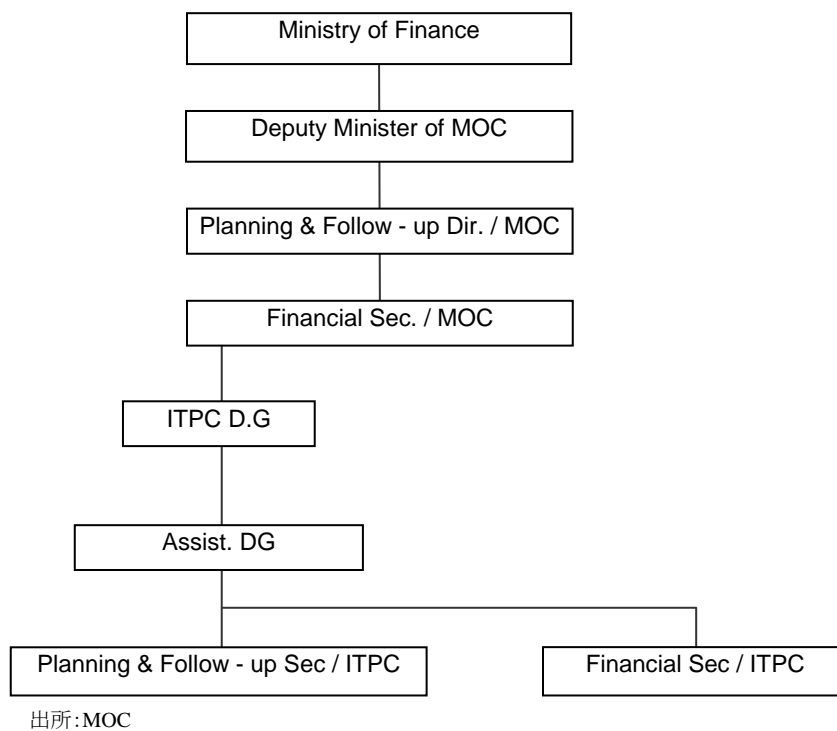 Ministry of Finance
Deputy Minister of MOC
Planning & Follow - up Dir. / MOC
Financial Sec. / MOC
ITPC D.G
Assist. DG
Planning & Follow - up Sec / ITPC
Financial Sec / ITPC
出所:MOC